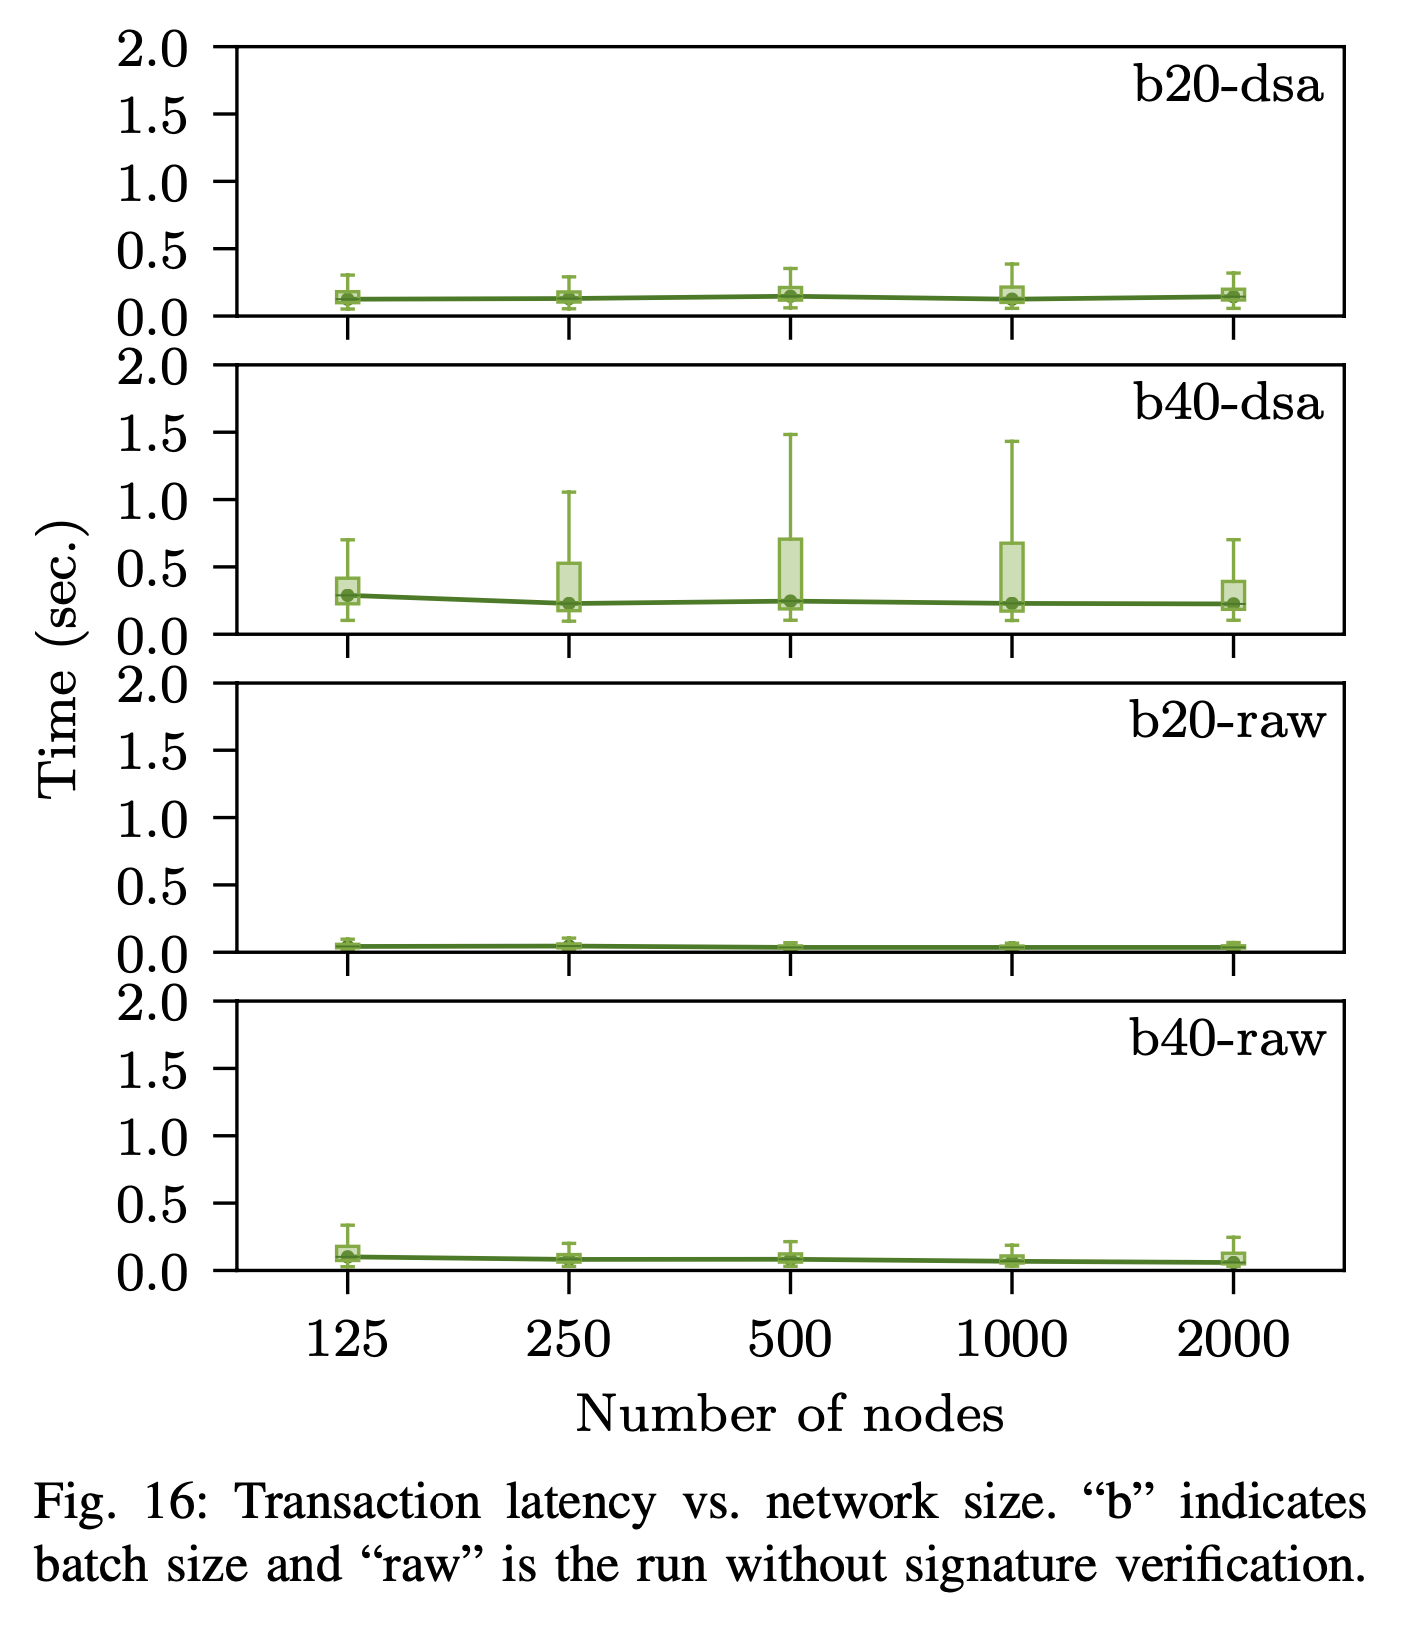 2.0
1.5
1.0
0.5
0.0
b20-dsa
2.0
1.5
1.0
0.5
0.0
b40-dsa
Time (sec.)
2.0
1.5
1.0
0.5
0.0
b20-raw
2.0
1.5
1.0
0.5
0.0
b40-raw
125 250 500 1000 2000
Number of nodes
Fig. 16: Transaction latency vs. network size. “b” indicates
batch size and “raw” is the run without signature verification.